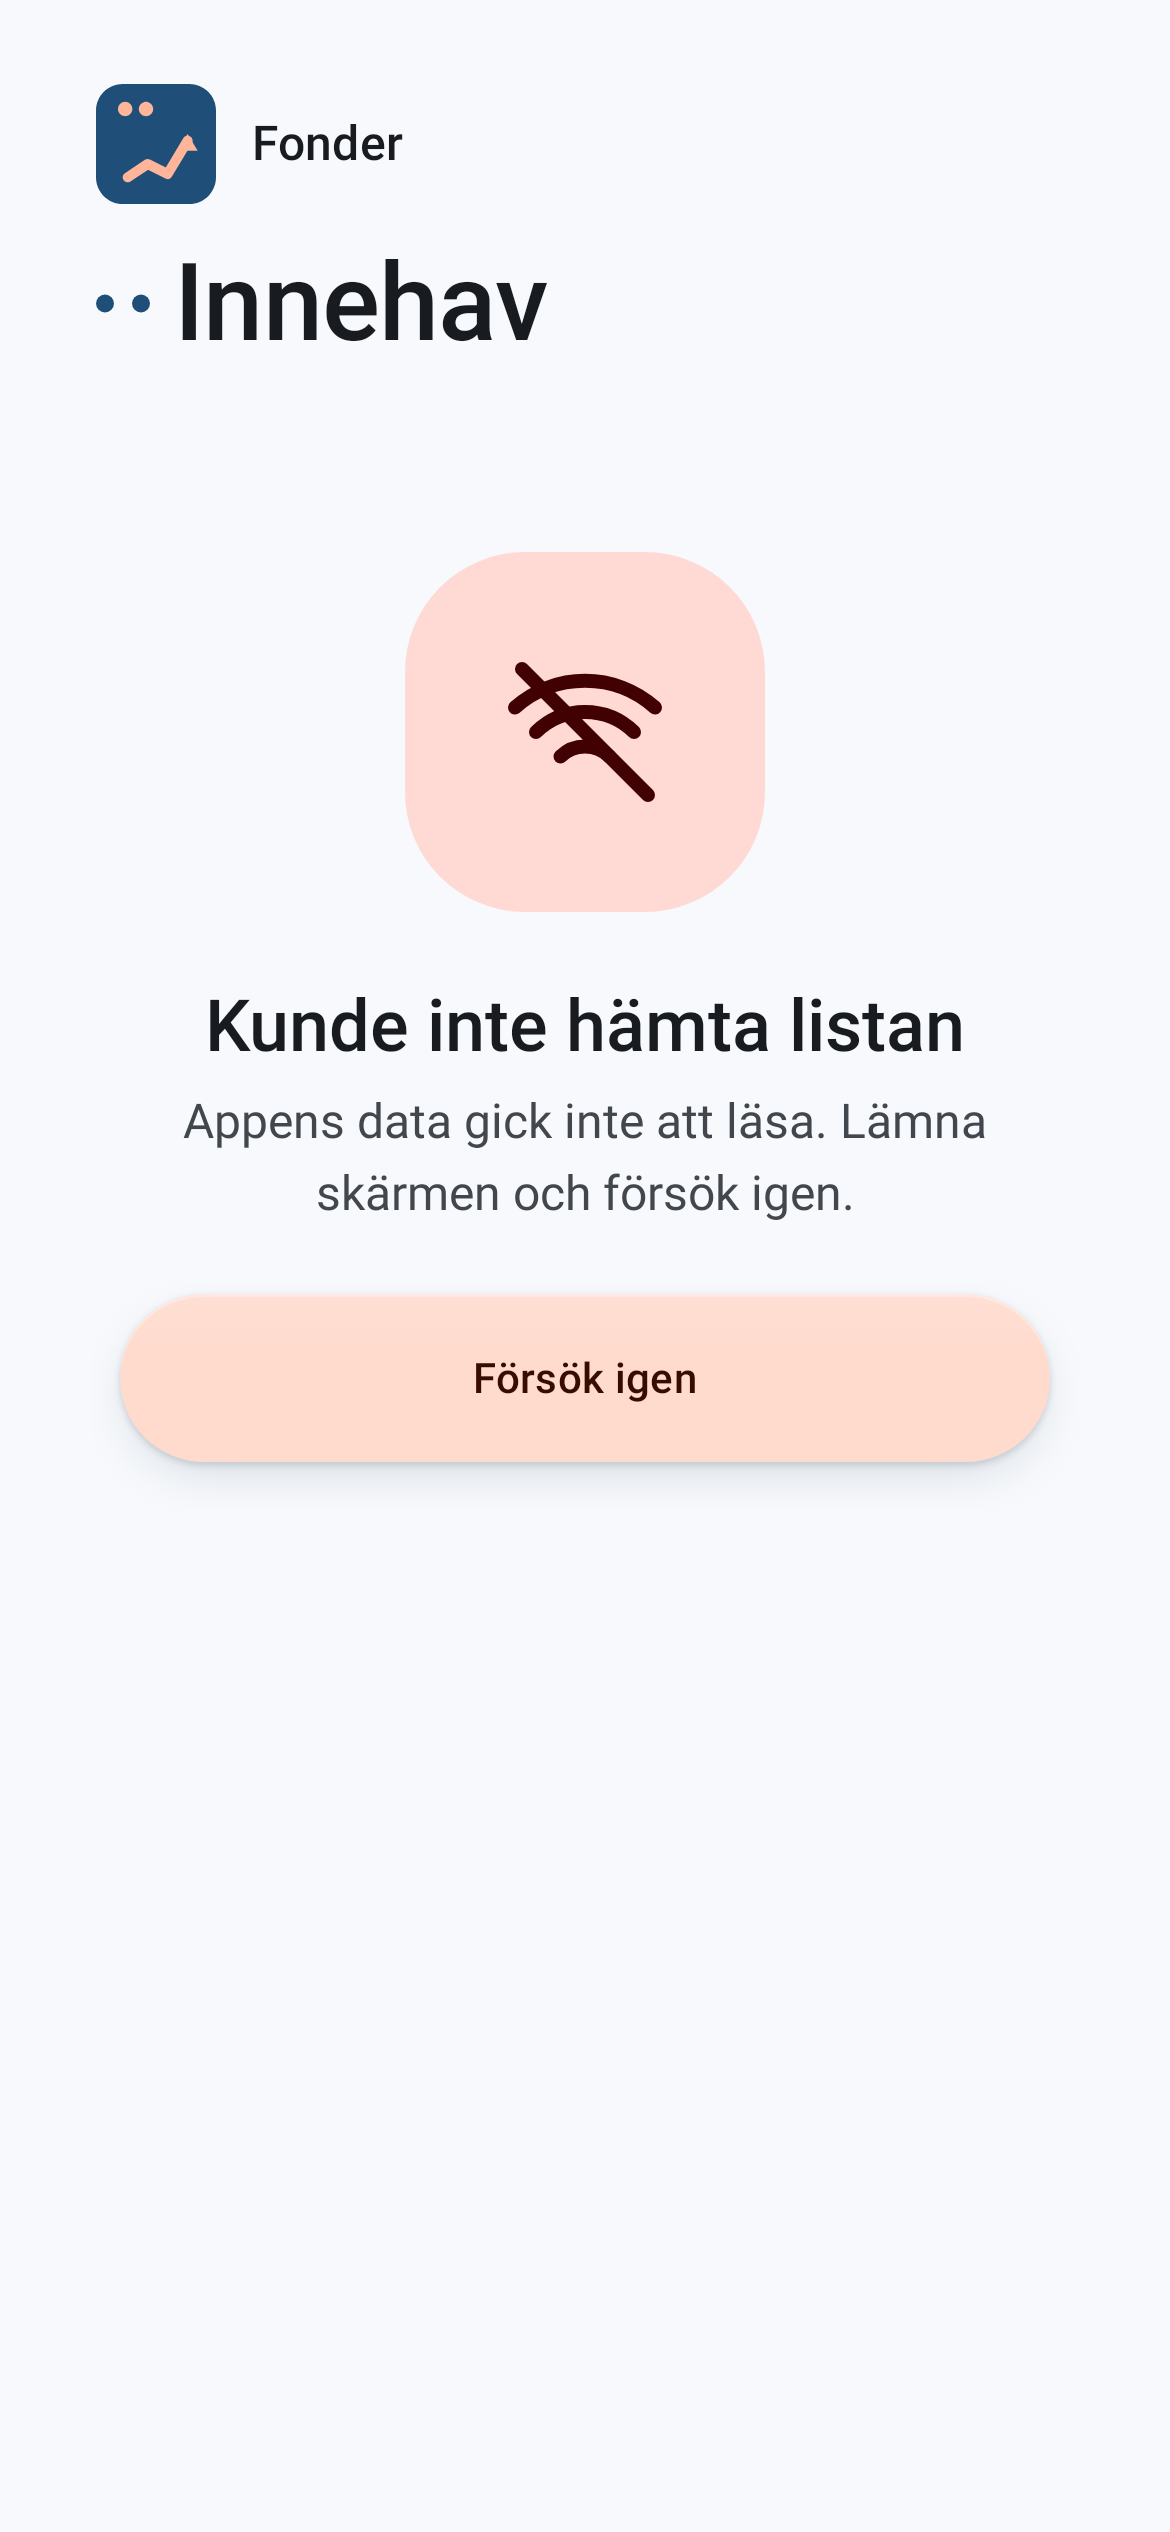 Fonder
Innehav
Kunde inte hämta listan
Appens data gick inte att läsa. Lämna
skärmen och försök igen.
Försök igen